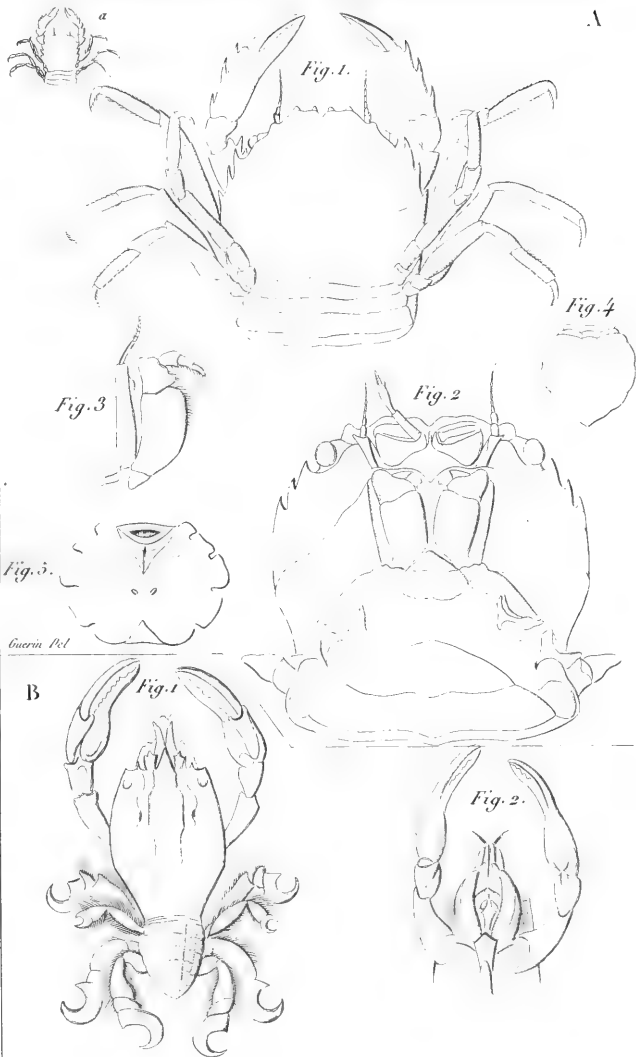 a
A
Fig. 1.
Fig. 4
Fig. 3
Fig. 2
Fig. 5.
Guerin Del
B
Fig. 1
Fig. 2.